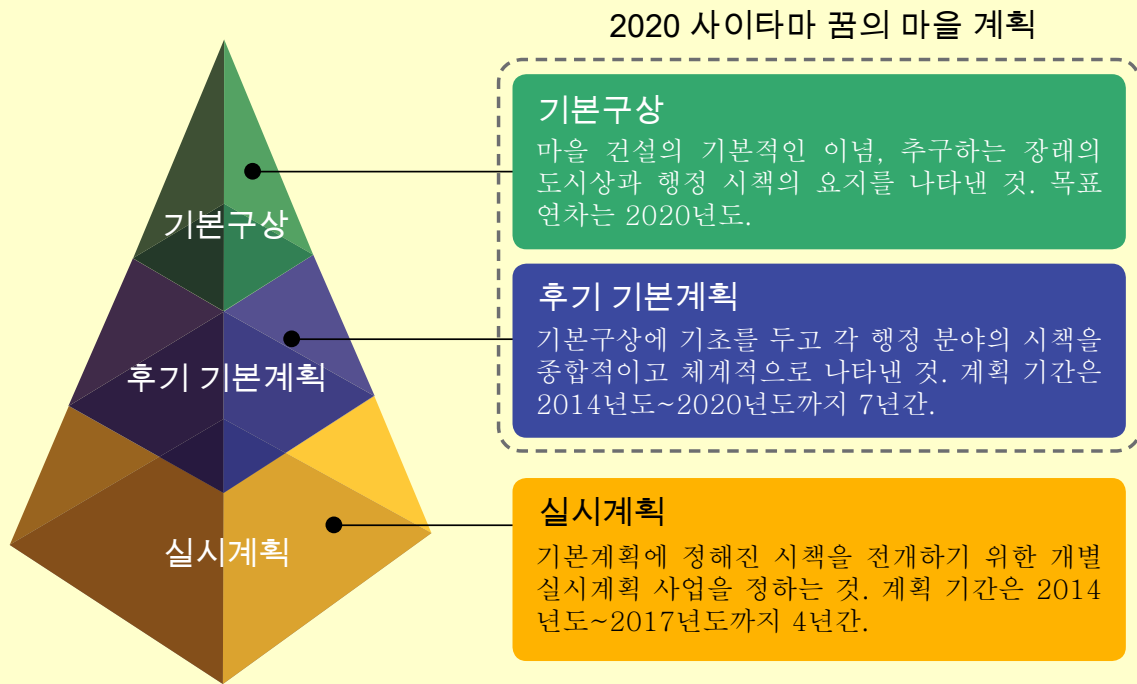 2020 사이타마 꿈의 마을 계획
기본구상
마을 건설의 기본적인 이념, 추구하는 장래의
도시상과 행정 시책의 요지를 나타낸 것. 목표
연차는 2020년도.
기본구상
후기 기본계획
기본구상에 기초를 두고 각 행정 분야의 시책을
종합적이고 체계적으로 나타낸 것. 계획 기간은
2014년도~2020년도까지 7년간.
후기 기본계획
실시계획
기본계획에 정해진 시책을 전개하기 위한 개별
실시계획 사업을 정하는 것. 계획 기간은 2014
년도~2017년도까지 4년간.
실시계획